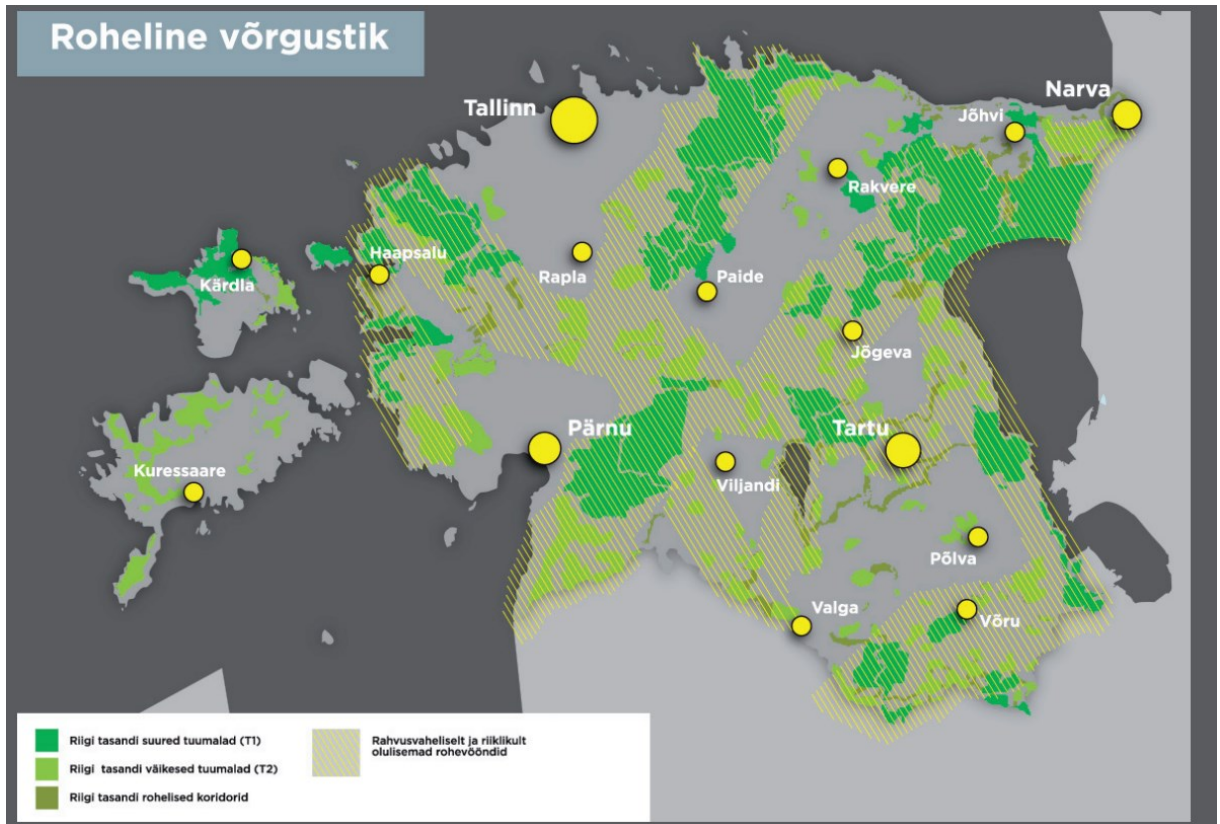 Roheline võrgustik
Tallinn
Narva
Jõhvi
Rakvere
Haapsalu
Rapla
Paide
Kärdla
Jõgeva
Pärnu
Tartu
Kuressaare
Viljandi
Põlva
Valga
Võru
Riigi tasandi suured tuumalad (T1)
Riigi tasandi väikesed tuumalad (T2)
Riigi tasandi rohelised koridorid
Rahvusvaheliselt ja riiklikult
olulisemad rohevööndid